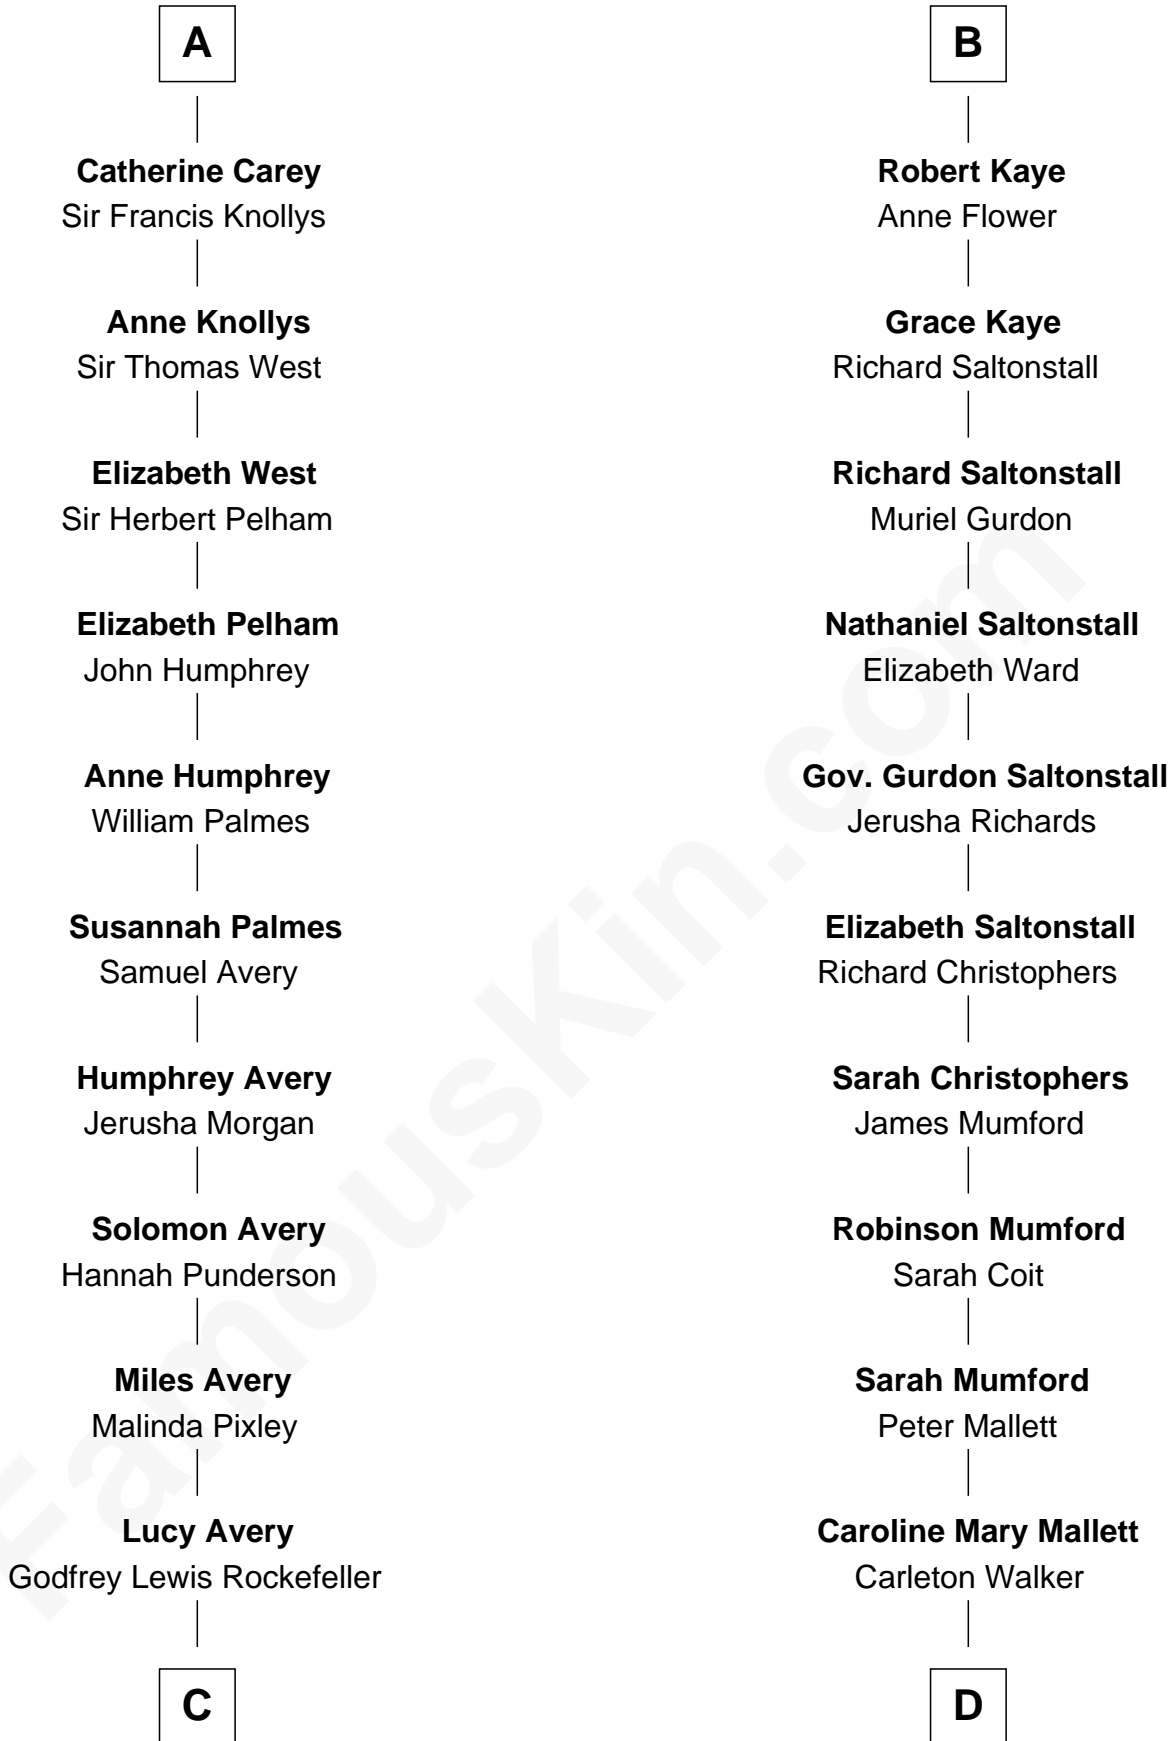 A
Catherine Carey
Sir Francis Knollys
Anne Knollys
Sir Thomas West
Elizabeth West
Sir Herbert Pelham
Elizabeth Pelham
John Humphrey
Anne Humphrey
William Palmes
Susannah Palmes
Samuel Avery
Humphrey Avery
Jerusha Morgan
Solomon Avery
Hannah Punderson
Miles Avery
Malinda Pixley
Lucy Avery
Godfrey Lewis Rockefeller
C
B
Robert Kaye
Anne Flower
Grace Kaye
Richard Saltonstall
Richard Saltonstall
Muriel Gurdon
Nathaniel Saltonstall
Elizabeth Ward
Gov. Gurdon Saltonstall
Jerusha Richards
Elizabeth Saltonstall
Richard Christophers
Sarah Christophers
James Mumford
Robinson Mumford
Sarah Coit
Sarah Mumford
Peter Mallett
Caroline Mary Mallett
Carleton Walker
D
FamousKin.com